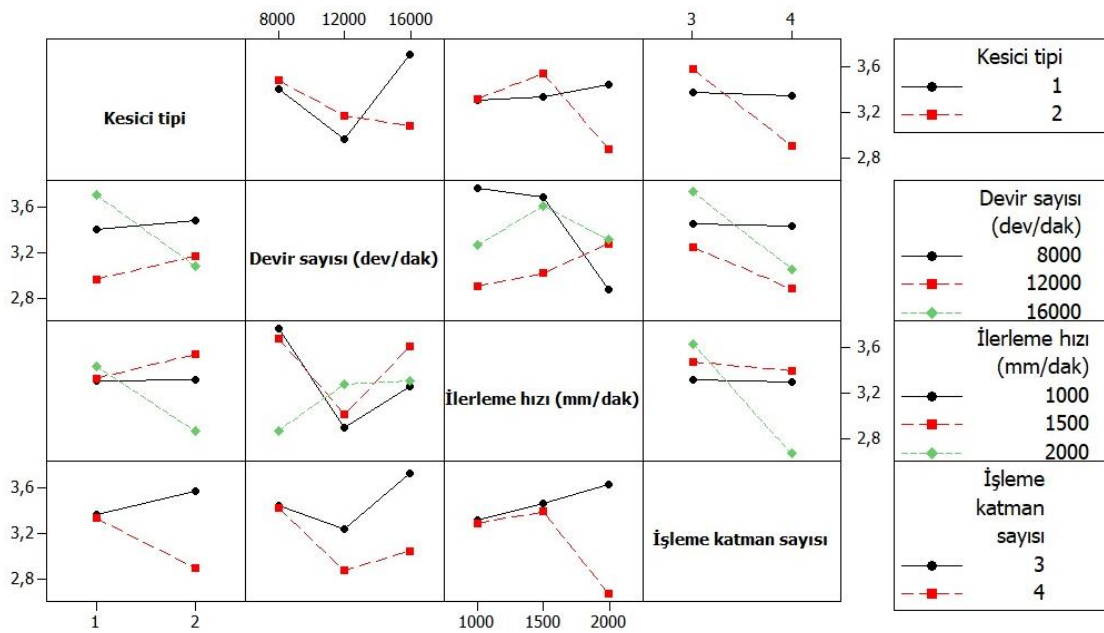 8000 12000 16000 3 4
Kesici tipi
3,6
3,2
2,8
Kesici tipi
1
2
3,6
3,2
2,8
Devir sayısı (dev/dak)
Devir sayısı
(dev/dak)
8000
12000
16000
İlerleme hızı (mm/dak)
3,6
3,2
2,8
İlerleme hızı
(mm/dak)
1000
1500
2000
3,6
3,2
2,8
İşleme katman sayısı
İşleme
katman
sayısı
3
4
1 2 1000 1500 2000